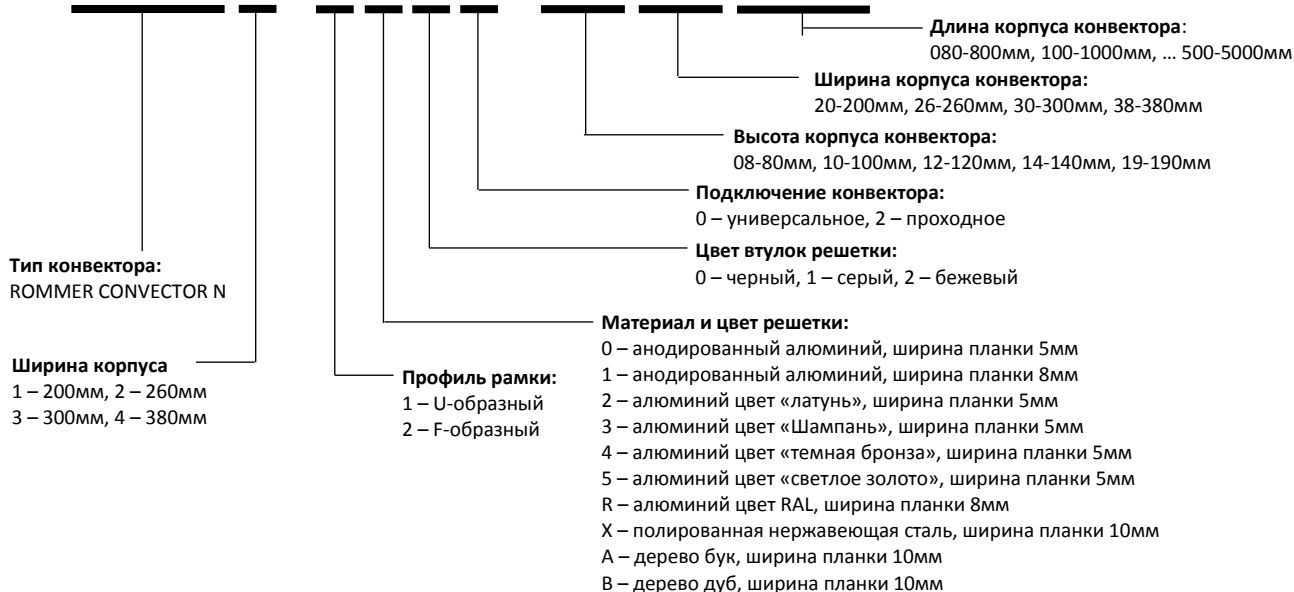 Длина корпуса конвектора:
080-800мм, 100-1000мм, … 500-5000мм
Ширина корпуса конвектора:
20-200мм, 26-260мм, 30-300мм, 38-380мм
Высота корпуса конвектора:
08-80мм, 10-100мм, 12-120мм, 14-140мм, 19-190мм
Подключение конвектора:
0 – универсальное, 2 – проходное
Цвет втулок решетки:
0 – черный, 1 – серый, 2 – бежевый
Тип конвектора:
ROMMER CONVECTOR N
Ширина корпуса
1 – 200мм, 2 – 260мм
3 – 300мм, 4 – 380мм
Профиль рамки:
1 – U-образный
2 – F-образный
Материал и цвет решетки:
0 – анодированный алюминий, ширина планки 5мм
1 – анодированный алюминий, ширина планки 8мм
2 – алюминий цвет «латунь», ширина планки 5мм
3 – алюминий цвет «Шампань», ширина планки 5мм
4 – алюминий цвет «темная бронза», ширина планки 5мм
5 – алюминий цвет «светлое золото», ширина планки 5мм
R – алюминий цвет RAL, ширина планки 8мм
X – полированная нержавеющая сталь, ширина планки 10мм
A – дерево бук, ширина планки 10мм
B – дерево дуб, ширина планки 10мм